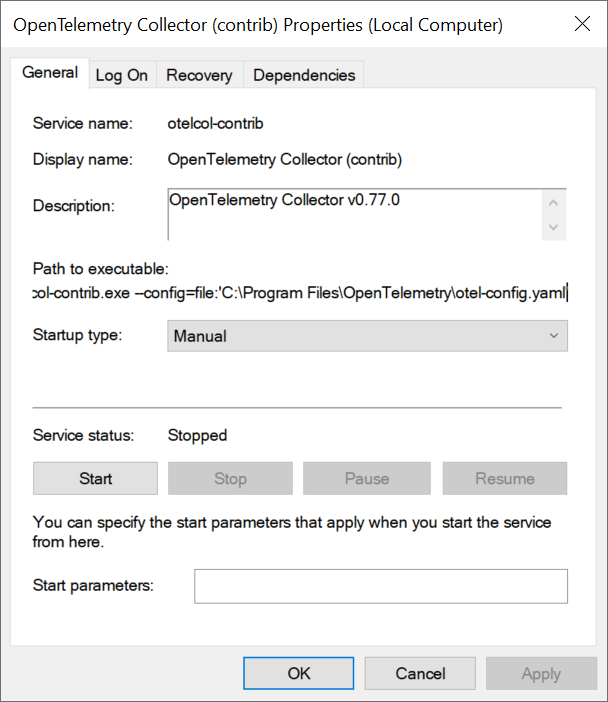 OpenTelemetry Collector (contrib) Properties (Local Computer)
General Log On Recovery Dependencies
Service name: otelcol-contrib
Display name: OpenTelemetry Collector (contrib)
Description: OpenTelemetry Collector v0.77.0
Path to executable:
col-contrib.exe --config=file:'C:\Program Files\OpenTelemetry\otel-config.yaml
Startup type: Manual
Service status: Stopped
Start Stop Pause Resume
You can specify the start parameters that apply when you start the service
from here.
Start parameters:
OK Cancel Apply